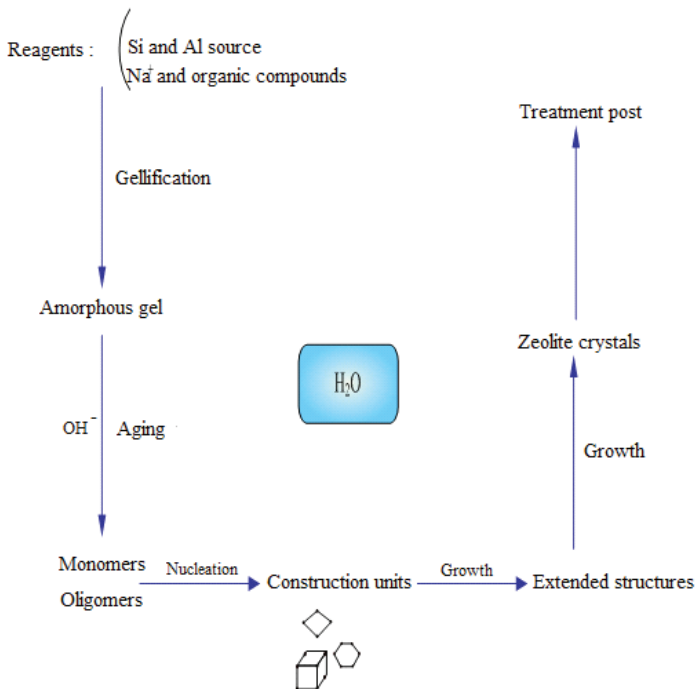 Reagents :
Si and Al source
Na⁺ and organic compounds
Gellification
Amorphous gel
OH⁻
Aging
Monomers
Oligomers
Nucleation
Construction units
Growth
Extended structures
Growth
Zeolite crystals
Treatment post
H₂O